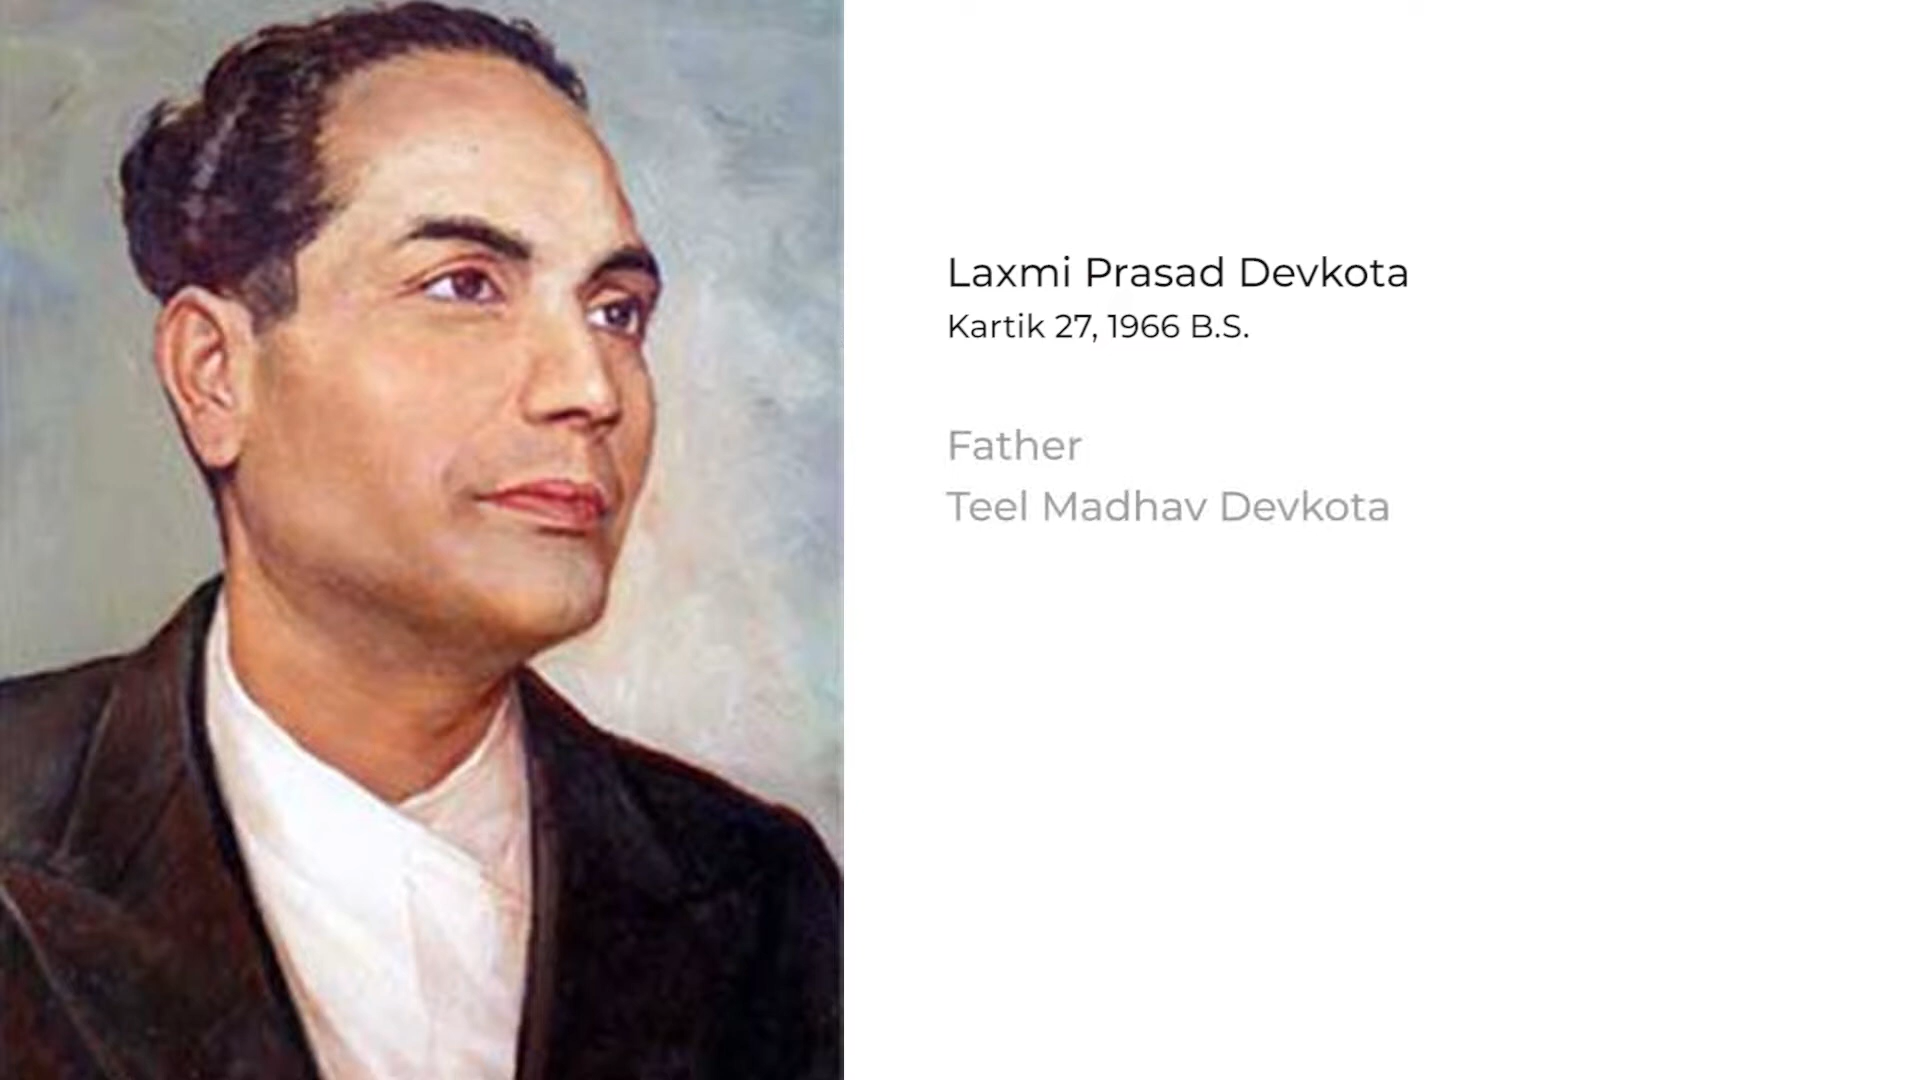 Laxmi Prasad Devkota
Kartik 27, 1966 B.S.
Father
Teel Madhav Devkota